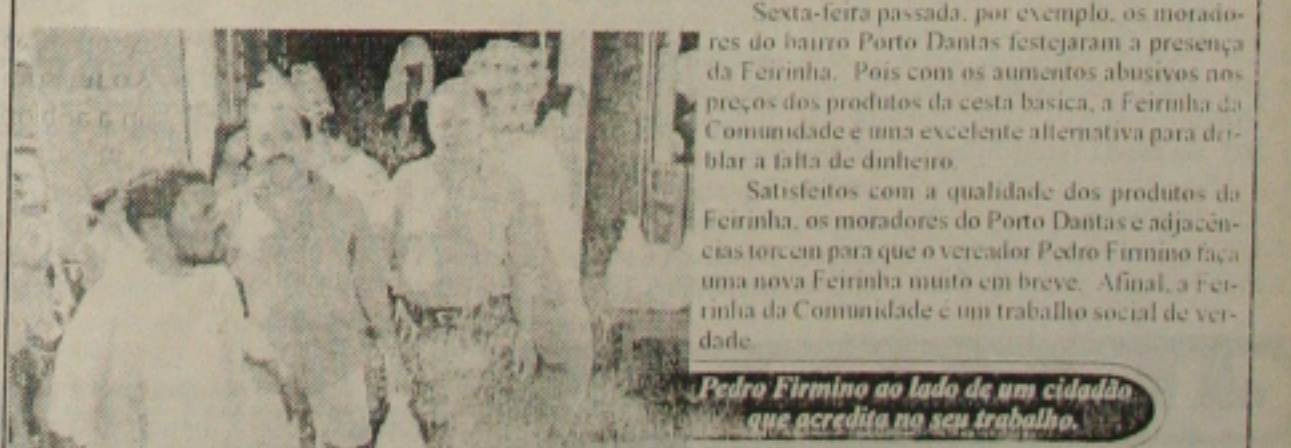 Sexta-feira passada, por exemplo, os morado-
res do bairro Porto Dantas festejaram a presença
da Feirinha. Pois com os aumentos abusivos nos
preços dos produtos da cesta basica, a Feirinha da
Comunidade e uma excelente alternativa para dri-
blar a falta de dinheiro.
Satisfeitos com a qualidade dos produtos da
Feirinha, os moradores do Porto Dantas e adjacên-
cias torcem para que o vereador Pedro Firmino faça
uma nova Feirinha muito em breve. Afinal, a Fei-
rinha da Comunidade é um trabalho social de ver-
dade.
Pedro Firmino ao lado de um cidadão
que acredita no seu trabalho.